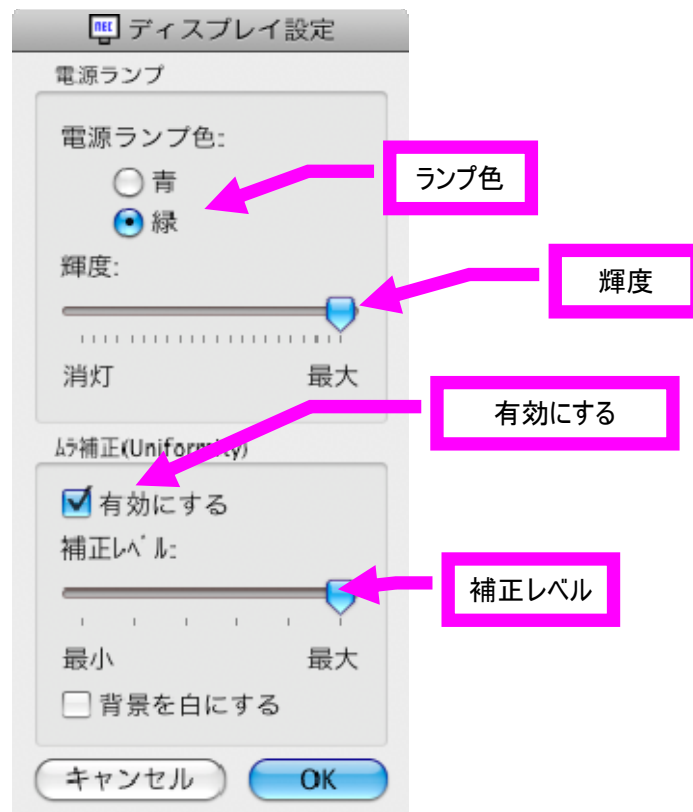 NEC ディスプレイ設定
電源ランプ
電源ランプ色:
青
緑
ランプ色
輝度:
輝度
消灯 最大
有効にする
ﾑﾗ補正(Uniformity)
有効にする
補正ﾚﾍﾞﾙ:
補正レベル
最小 最大
背景を白にする
キャンセル OK